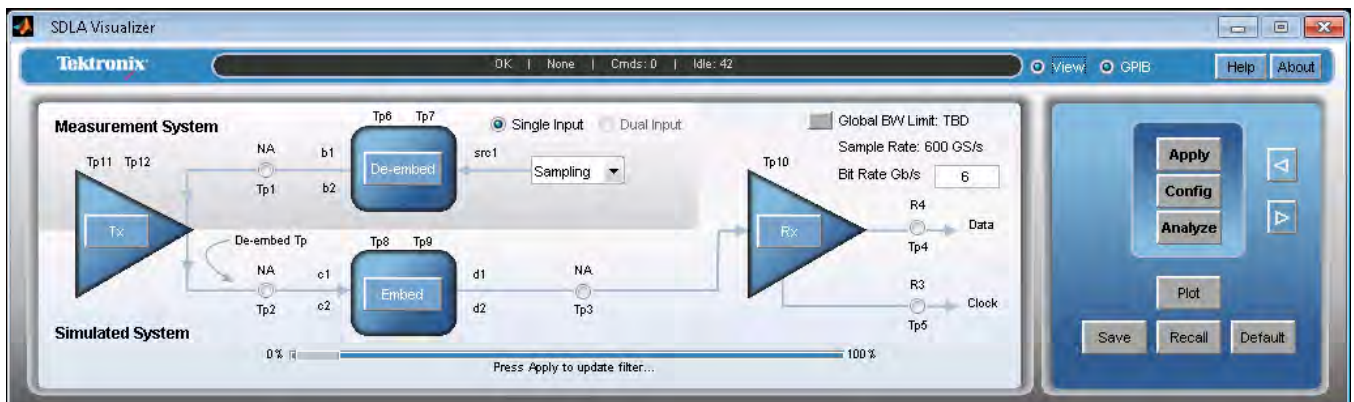 SDLA Visualizer
Tektronix
OK | None | Cmds: 0 | Idle: 42
View
GPIB
Help
About
Measurement System
Tp11 Tp12
Tx
NA
Tp1
b1
b2
Tp6 Tp7
De-embed
src1
Single Input
Dual Input
Sampling
Global BW Limit: TBD
Sample Rate: 600 GS/s
Bit Rate Gb/s 6
Tp10
Rx
R4
Data
Tp4
R3
Clock
Tp5
De-embed Tp
NA
Tp2
c1
c2
Tp8 Tp9
Embed
d1
d2
NA
Tp3
Simulated System
0%
100%
Press Apply to update filter...
Apply
Config
Analyze
Plot
Save
Recall
Default